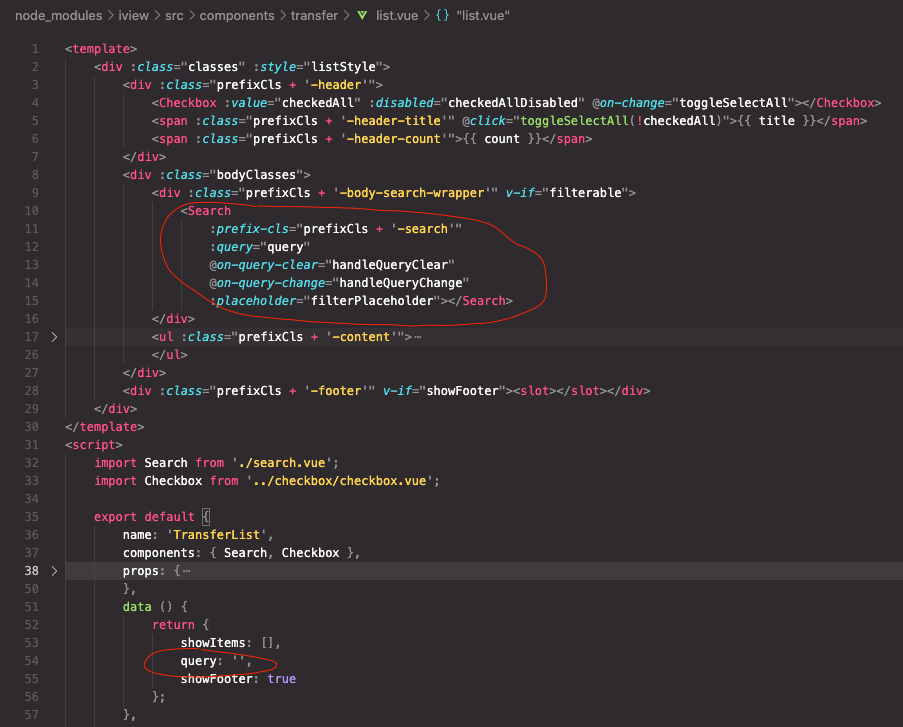 node_modules > iview > src > components > transfer > list.vue > {} "list.vue"
1 <template>
2 <div :class="classes" :style="listStyle">
3 <div :class="prefixCls + '-header'">
4 <Checkbox :value="checkedAll" :disabled="checkedAllDisabled" @on-change="toggleSelectAll"></Checkbox>
5 <span :class="prefixCls + '-header-title'" @click="toggleSelectAll(!checkedAll)">{{ title }}</span>
6 <span :class="prefixCls + '-header-count'">{{ count }}</span>
7 </div>
8 <div :class="bodyClasses">
9 <div :class="prefixCls + '-body-search-wrapper'" v-if="filterable">
10 <Search
11 :prefix-cls="prefixCls + '-search'"
12 :query="query"
13 @on-query-clear="handleQueryClear"
14 @on-query-change="handleQueryChange"
15 :placeholder="filterPlaceholder"></Search>
16 </div>
17 > <ul :class="prefixCls + '-content'">⋯
26 </ul>
27 </div>
28 <div :class="prefixCls + '-footer'" v-if="showFooter"><slot></slot></div>
29 </div>
30 </template>
31 <script>
32 import Search from './search.vue';
33 import Checkbox from '../checkbox/checkbox.vue';
34
35 export default {
36 name: 'TransferList',
37 components: { Search, Checkbox },
38 > props: {⋯
50 },
51 data () {
52 return {
53 showItems: [],
54 query: '',
55 showFooter: true
56 };
57 },